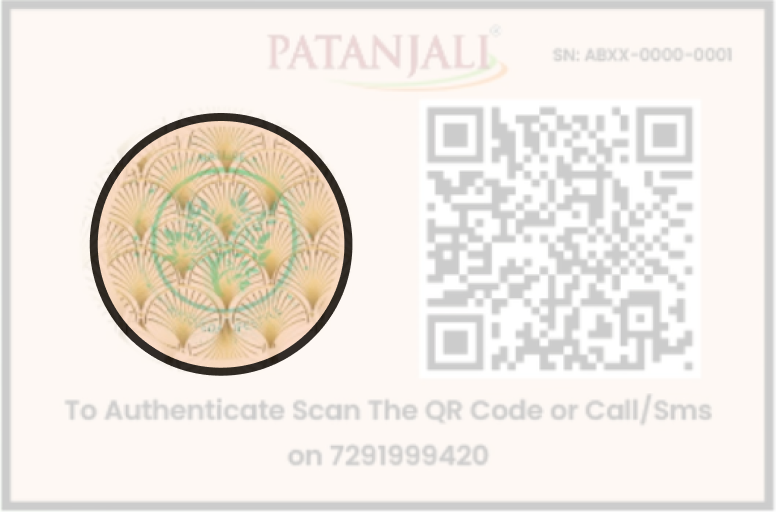 PATANJALI®
SN: ABXX-0000-0001
To Authenticate Scan The QR Code or Call/Sms
on 7291999420